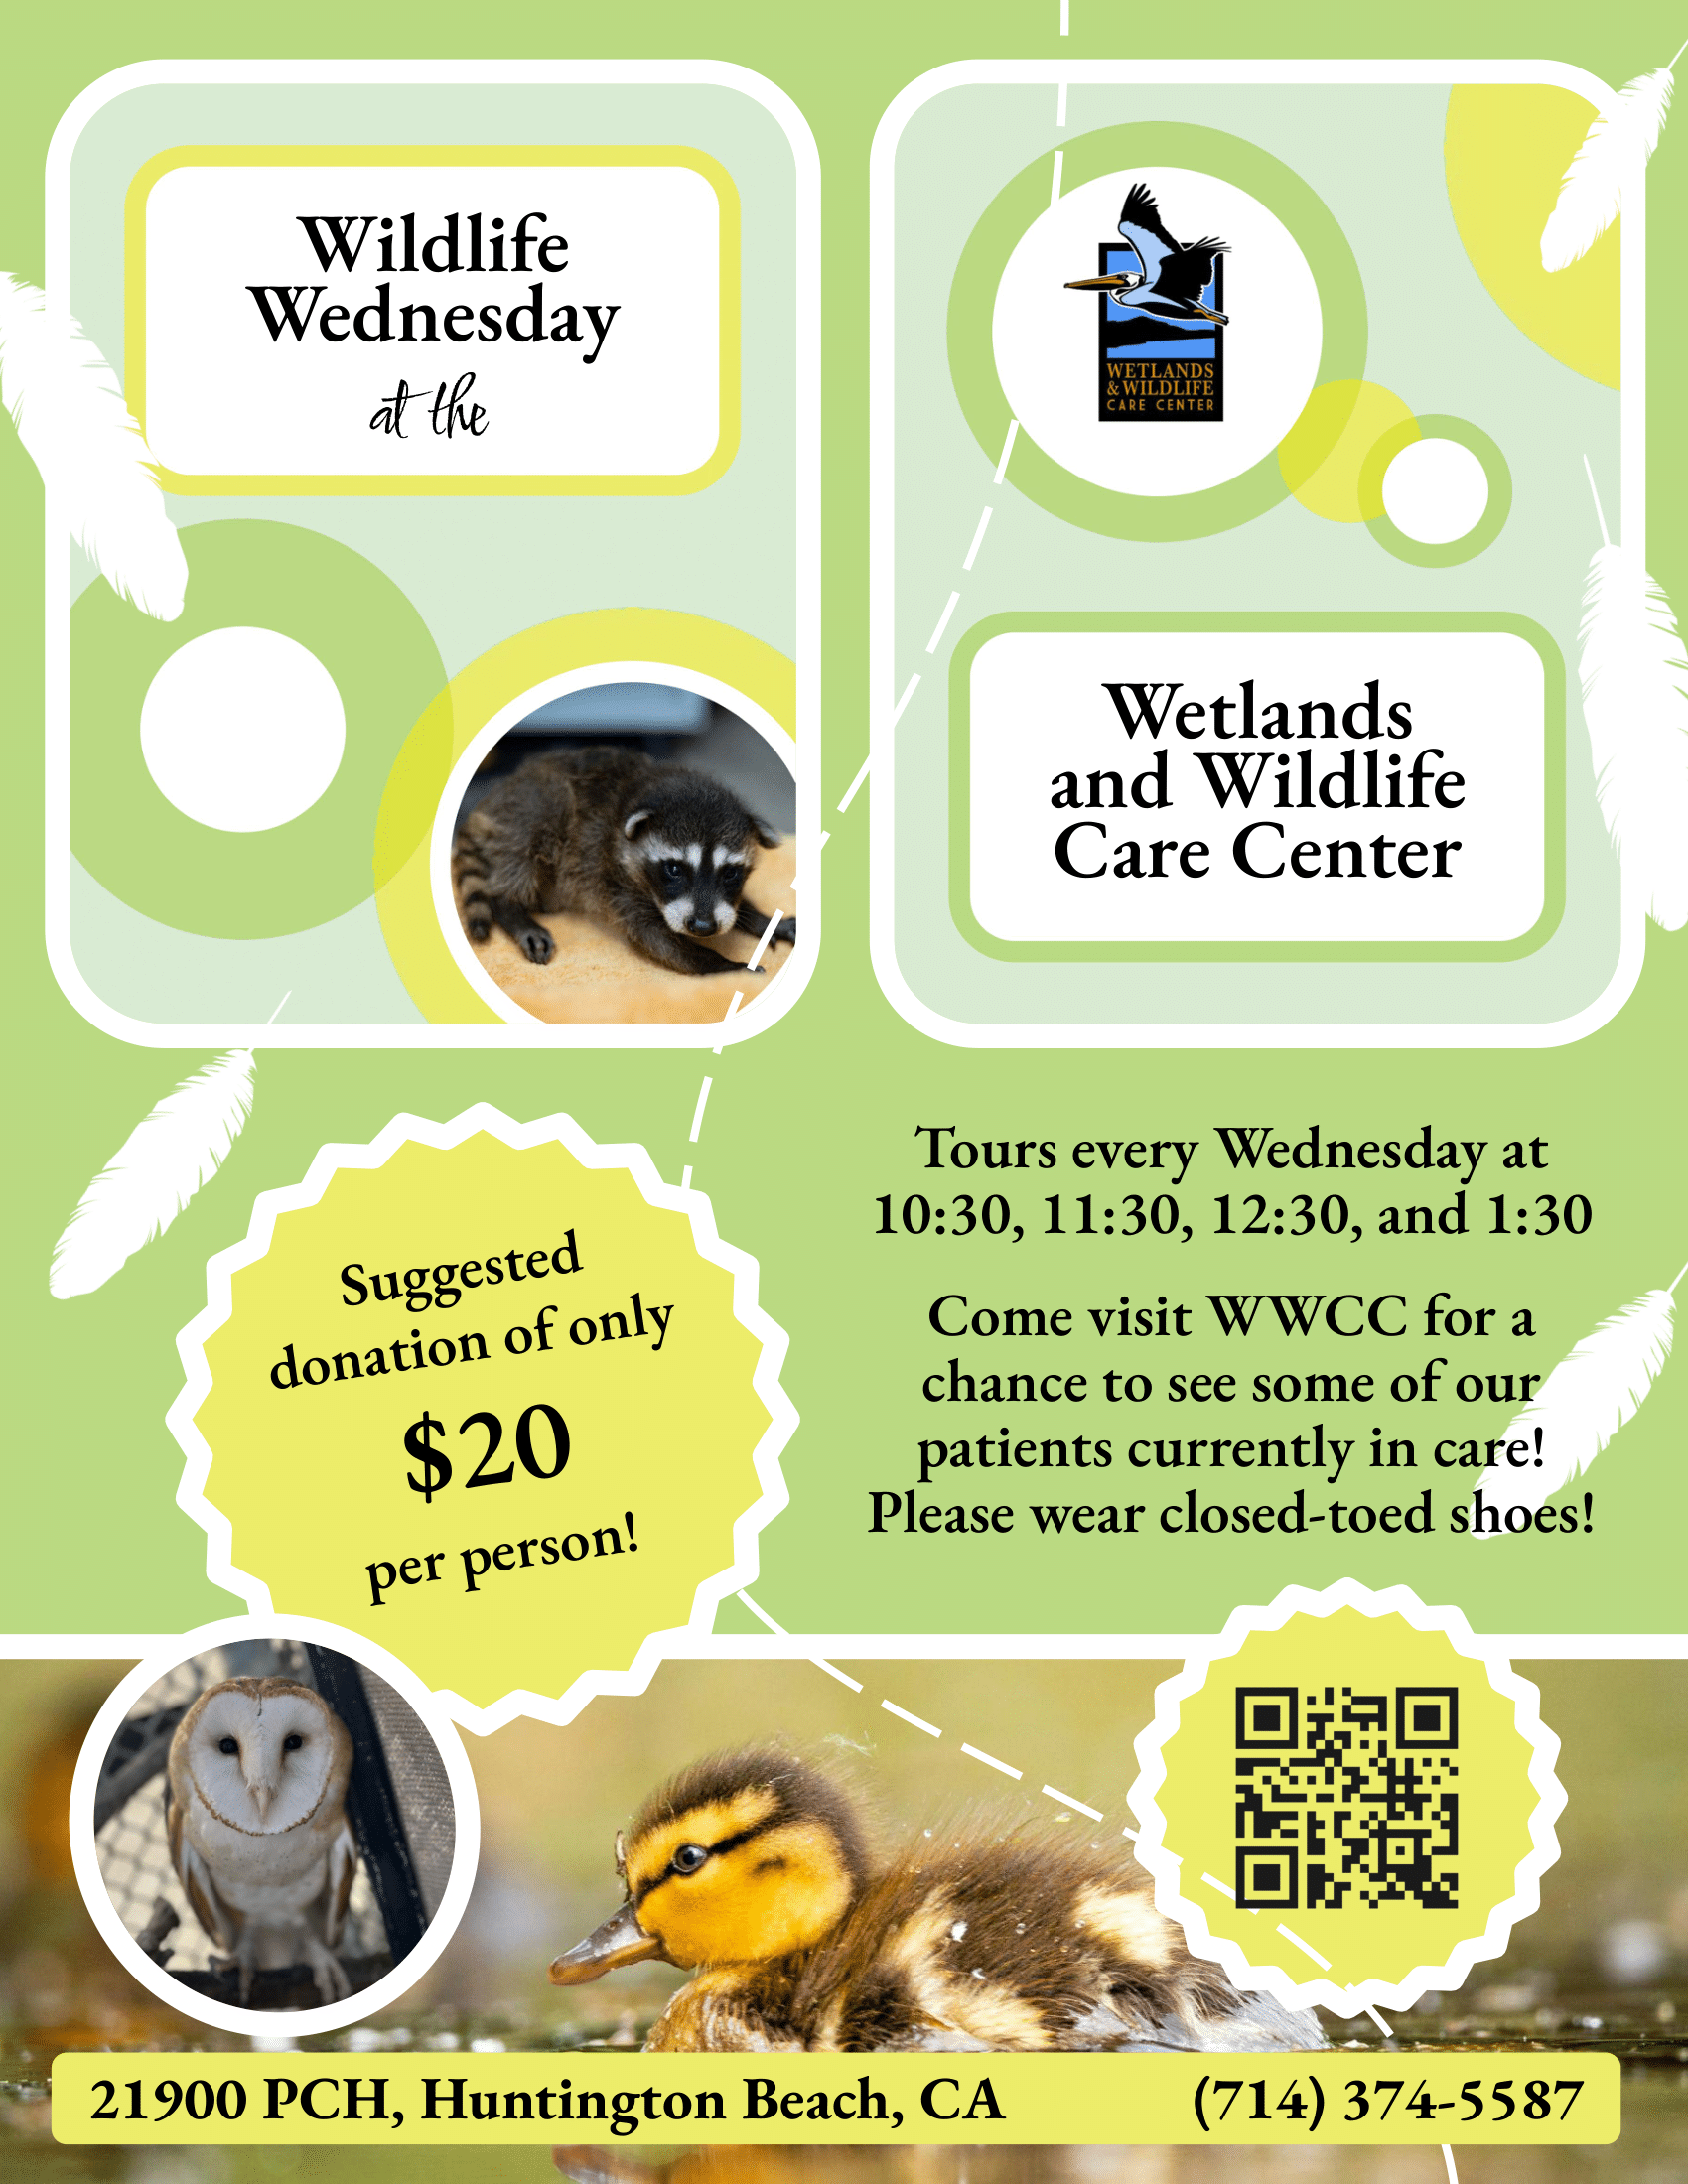 Wildlife
Wednesday
at the
WETLANDS
& WILDLIFE
CARE CENTER
Wetlands
and Wildlife
Care Center
Suggested
donation of only
$20
per person!
Tours every Wednesday at
10:30, 11:30, 12:30, and 1:30
Come visit WWCC for a
chance to see some of our
patients currently in care!
Please wear closed-toed shoes!
21900 PCH, Huntington Beach, CA
(714) 374-5587